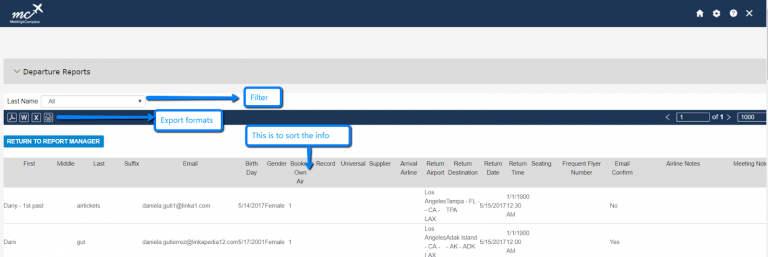 mc
MeetingsCompass
Departure Reports
Last Name All
Filter
Export formats
1 of 1 1000
RETURN TO REPORT MANAGER
This is to sort the info
First Middle Last Suffix Email Birth Day Gender Booked Own Air Record Universal Supplier Arrival Airline Return Airport Return Destination Return Date Return Time Seating Frequent Flyer Number Email Confirm Airline Notes Meeting Note
Dany - 1st past airtickets daniela.guti1@linka1.com 5/14/2017 Female 1 Los Angeles - CA - LAX Tampa - FL - TPA 5/15/2017 1/1/1900 12:30 AM No
Dani gut daniela.gutierrez@linkapedia12.com 5/17/2001 Female 1 Los Angeles - CA - LAX Adak Island - AK - ADK 5/15/2017 1/1/1900 12:00 AM Yes